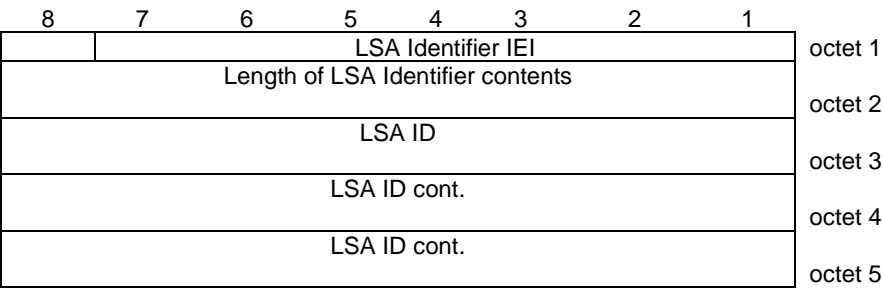 8 7 6 5 4 3 2 1
LSA Identifier IEI octet 1
Length of LSA Identifier contents
octet 2
LSA ID
octet 3
LSA ID cont.
octet 4
LSA ID cont.
octet 5